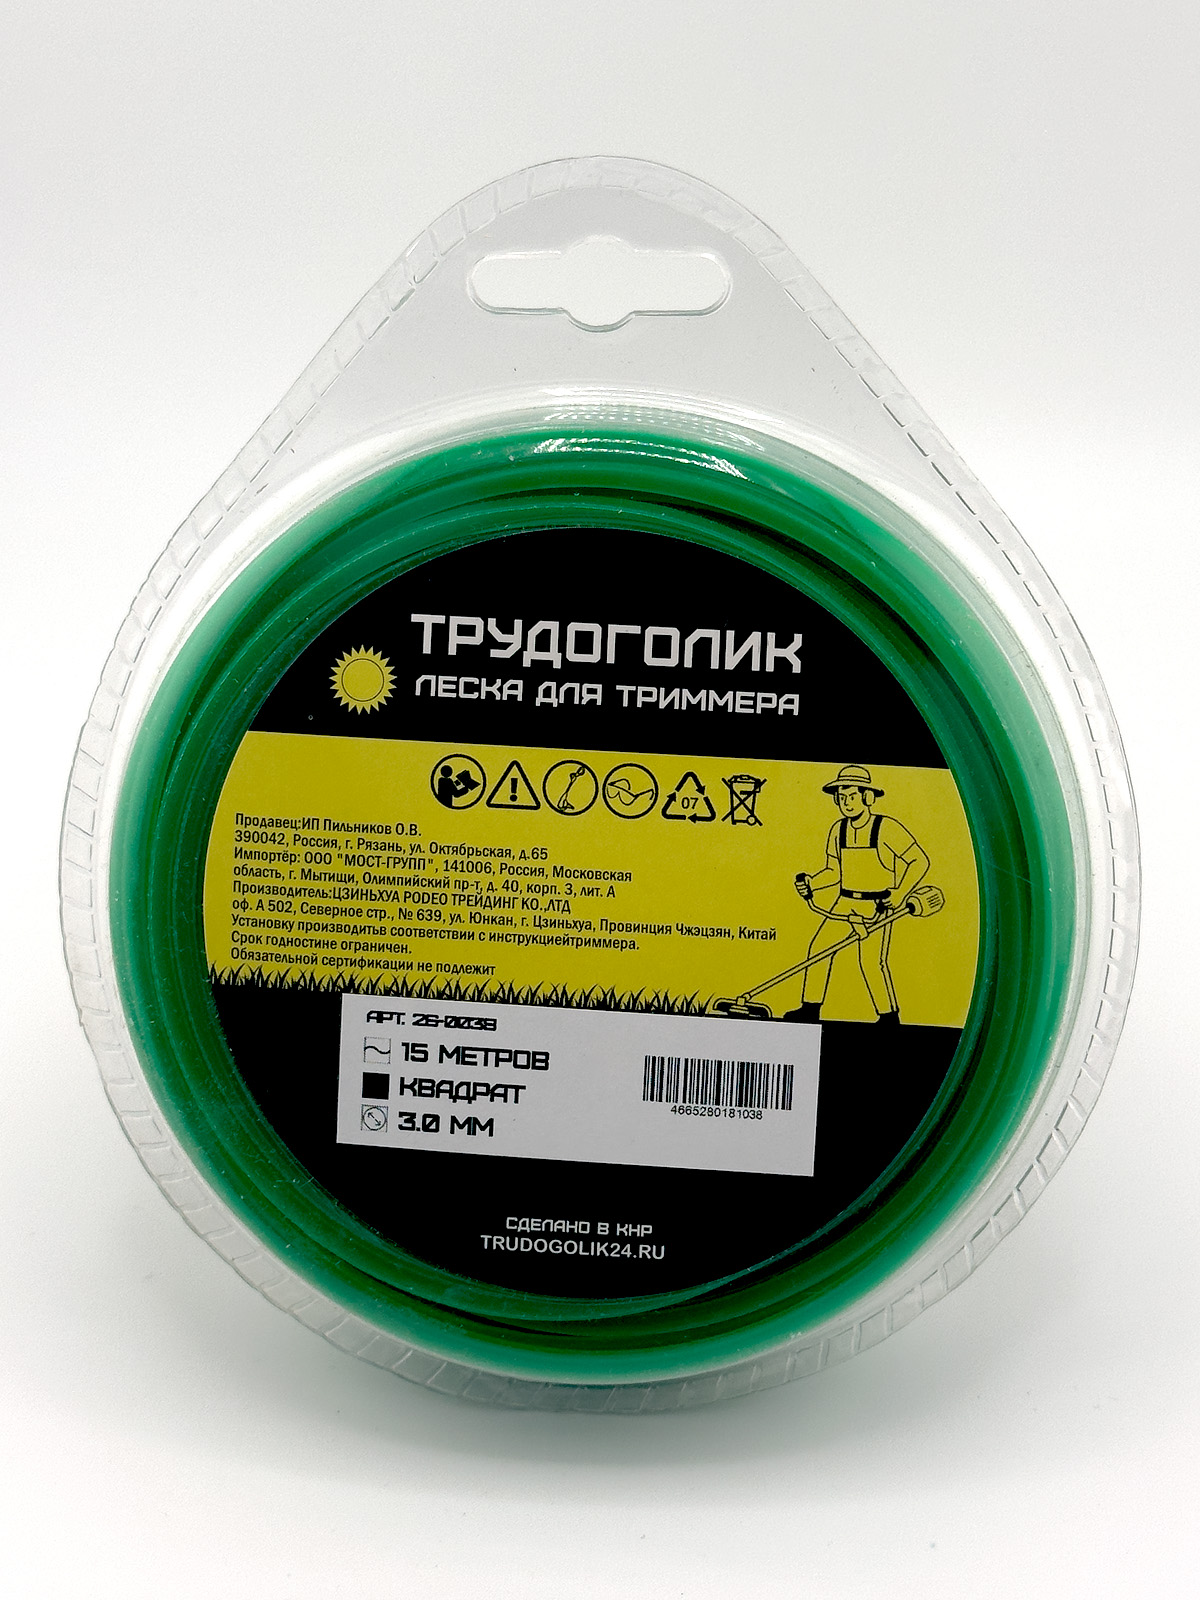 ТРУДОГОЛИК
ЛЕСКА ДЛЯ ТРИММЕРА
07
Продавец:ИП Пильников О.В.
390042, Россия, г. Рязань, ул. Октябрьская, д.65
Импортёр: ООО "МОСТ-ГРУПП", 141006, Россия, Московская
область, г. Мытищи, Олимпийский пр-т, д. 40, корп. 3, лит. А
Производитель:ЦЗИНЬХУА РОДЕО ТРЕЙДИНГ КО.,ЛТД
оф. А 502, Северное стр., № 639, ул. Юнкан, г. Цзиньхуа, Провинция Чжэцзян, Китай
Установку производитьв соответствии с инструкциейтриммера.
Срок годностине ограничен.
Обязательной сертификации не подлежит
АРТ. 26-0038
15 МЕТРОВ
КВАДРАТ
3.0 ММ
4665280181038
СДЕЛАНО В КНР
TRUDOGOLIK24.RU